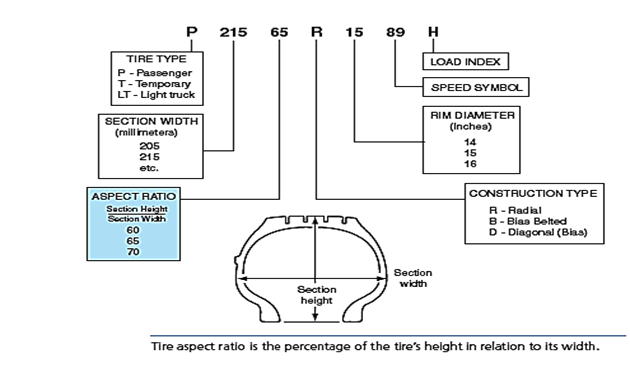 P 215 65 R 15 89 H
TIRE TYPE
P - Passenger
T - Temporary
LT - Light truck
LOAD INDEX
SPEED SYMBOL
SECTION WIDTH
(millimeters)
205
215
etc.
RIM DIAMETER
(Inches)
14
15
16
ASPECT RATIO
Section Height
Section Width
60
65
70
CONSTRUCTION TYPE
R - Radial
B - Bias Belted
D - Diagonal (Bias)
Section
width
Section
height
Tire aspect ratio is the percentage of the tire's height in relation to its width.